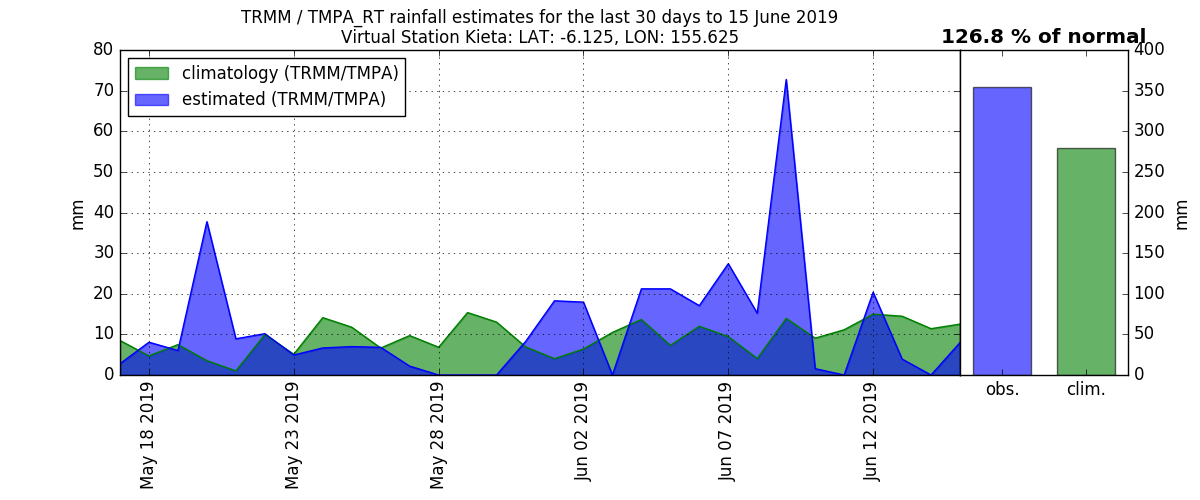 TRMM / TMPA_RT rainfall estimates for the last 30 days to 15 June 2019
Virtual Station Kieta: LAT: -6.125, LON: 155.625
126.8 % of normal
climatology (TRMM/TMPA)
estimated (TRMM/TMPA)
mm
80
70
60
50
40
30
20
10
0
May 18 2019
May 23 2019
May 28 2019
Jun 02 2019
Jun 07 2019
Jun 12 2019
obs.
clim.
400
350
300
250
200
150
100
50
0
mm